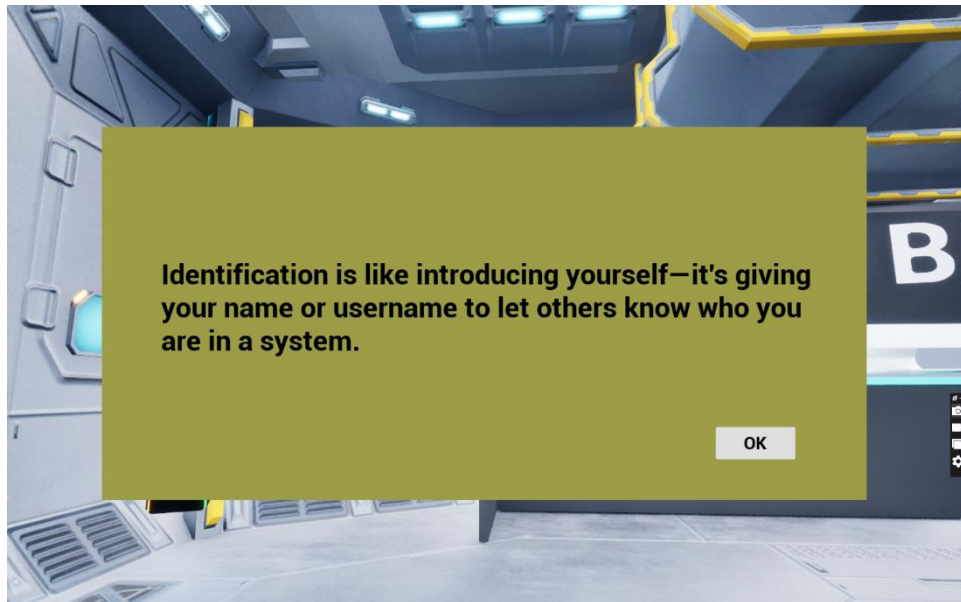 Identification is like introducing yourself—it's giving
your name or username to let others know who you
are in a system.
OK
B